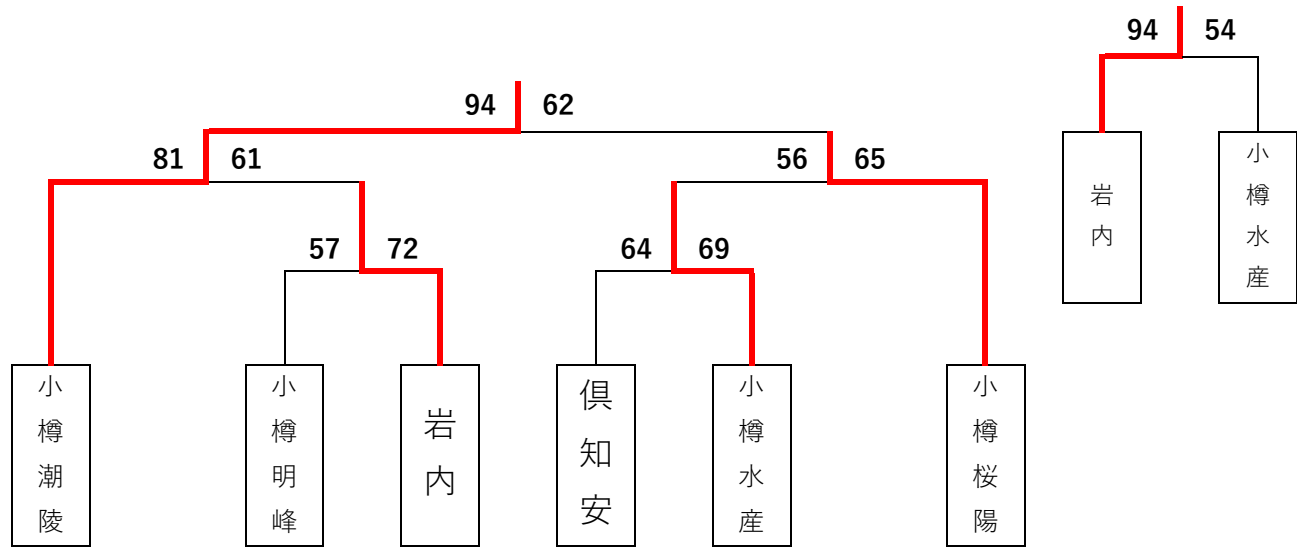 94 54
94 62
81 61
56 65
57 72
64 69
岩内
小樽水産
小樽潮陵
小樽明峰
岩内
倶知安
小樽水産
小樽桜陽